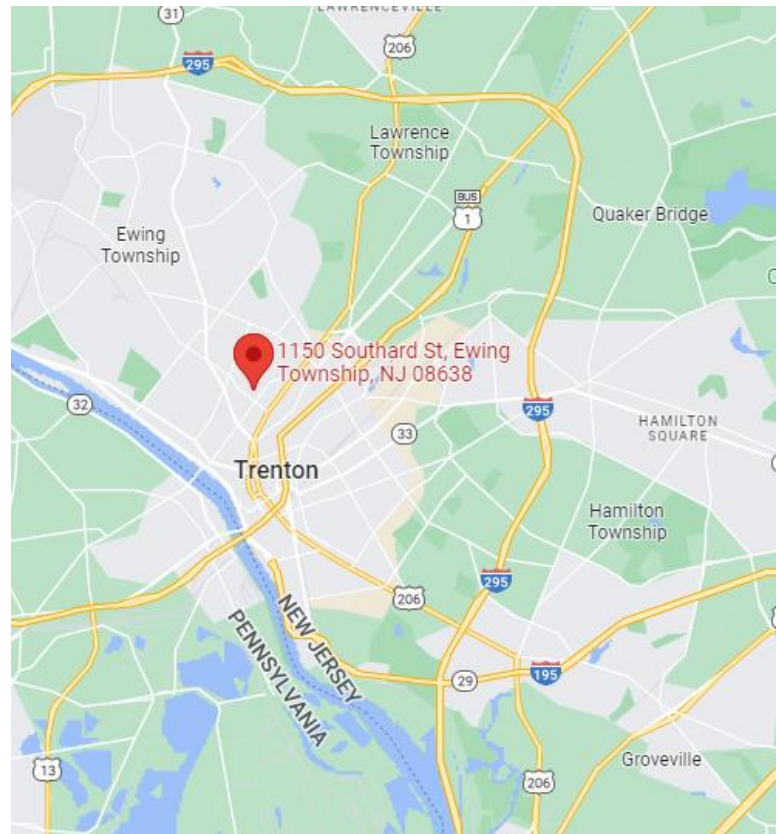 LAWRENCEVILLE
31
206
295
Lawrence
Township
BUS
1
Quaker Bridge
Ewing
Township
1150 Southard St, Ewing
Township, NJ 08638
32
295
33
HAMILTON
SQUARE
Trenton
Hamilton
Township
295
206
NEW JERSEY
PENNSYLVANIA
29
195
13
206
Groveville